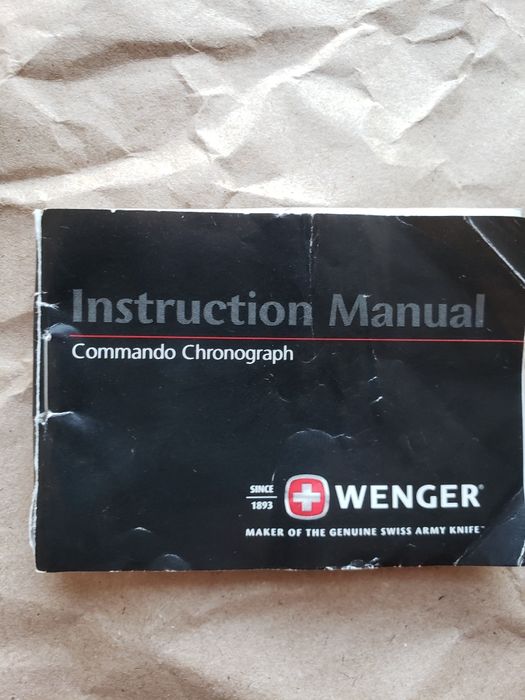 Instruction Manual
Commando Chronograph
SINCE
1893
WENGER®
MAKER OF THE GENUINE SWISS ARMY KNIFE™